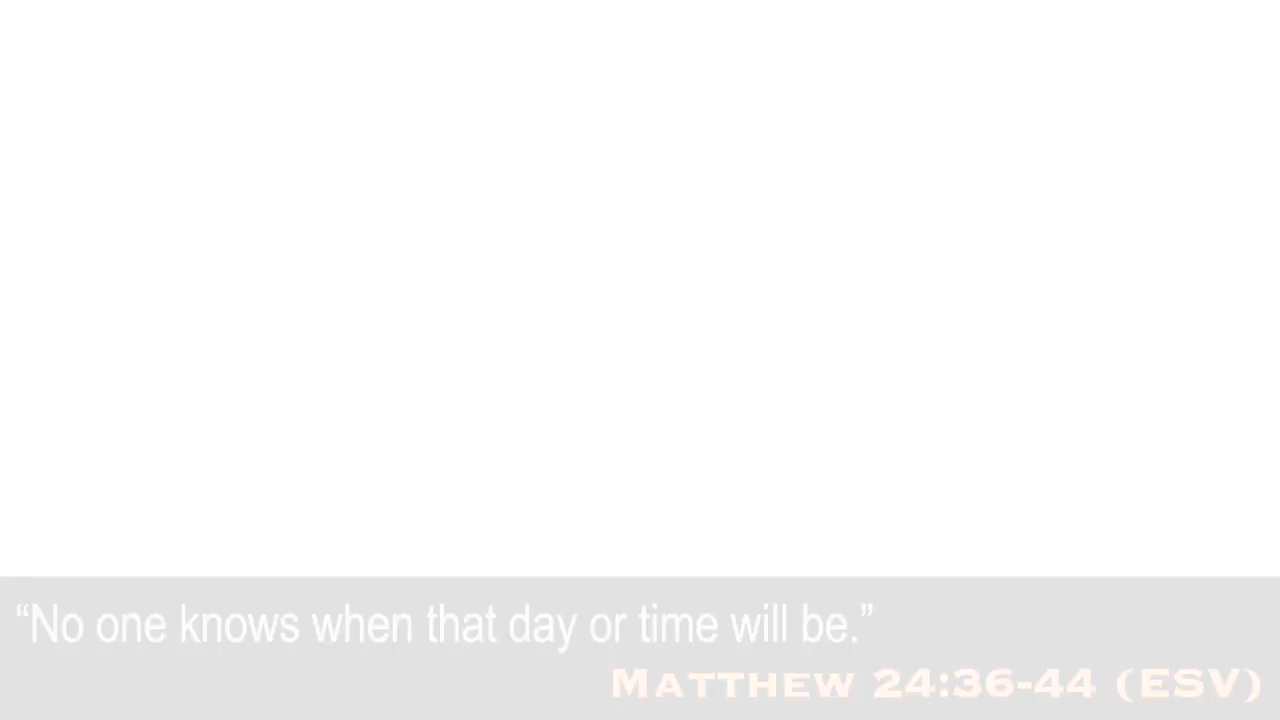 “No one knows when that day or time will be.”
Matthew 24:36-44 (ESV)